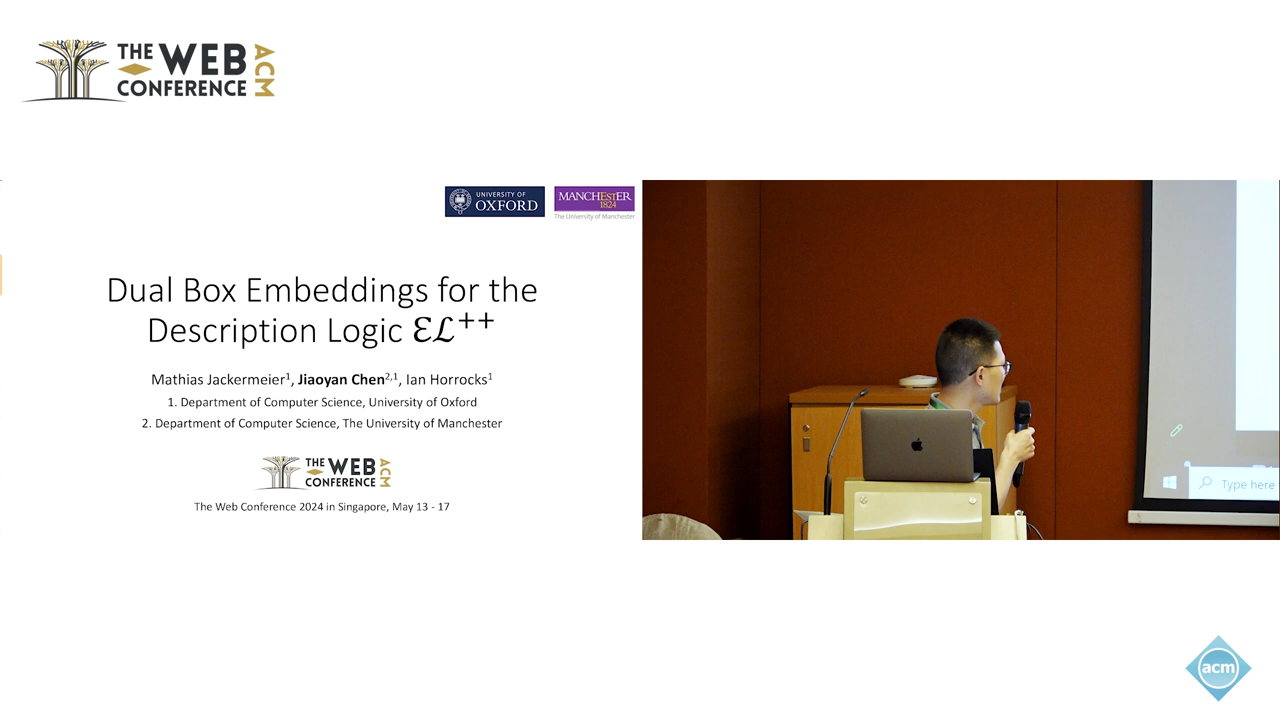 THE WEB ACM
CONFERENCE
UNIVERSITY OF
OXFORD
MANCHESTER
1824
The University of Manchester
Dual Box Embeddings for the
Description Logic ℰℒ⁺⁺
Mathias Jackermeier¹, Jiaoyan Chen²,¹, Ian Horrocks¹
1. Department of Computer Science, University of Oxford
2. Department of Computer Science, The University of Manchester
THE WEB ACM
CONFERENCE
The Web Conference 2024 in Singapore, May 13 - 17
Type here
acm